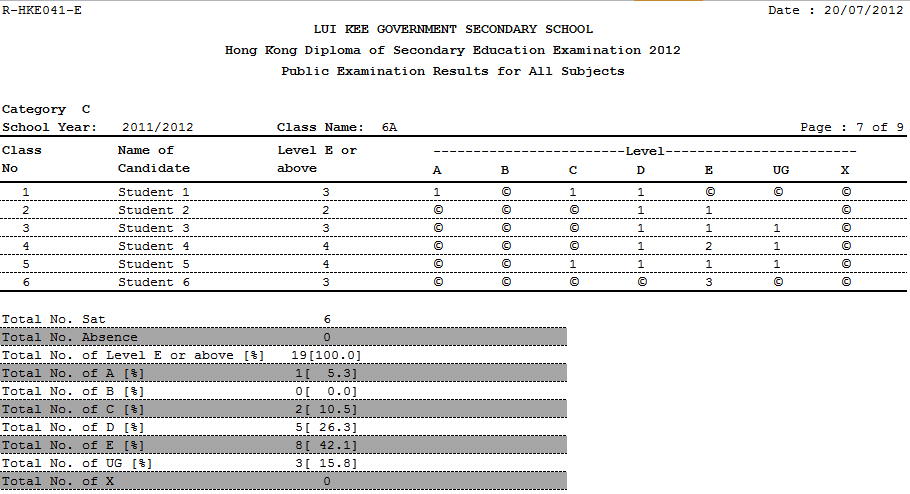 R-HKE041-E Date : 20/07/2012
LUI KEE GOVERNMENT SECONDARY SCHOOL
Hong Kong Diploma of Secondary Education Examination 2012
Public Examination Results for All Subjects
Category C
School Year: 2011/2012 Class Name: 6A Page : 7 of 9
Class Name of Level E or ------------------------Level------------------------
No Candidate above A B C D E UG X
1 Student 1 3 1 © 1 1 © © ©
2 Student 2 2 © © © 1 1 ©
3 Student 3 3 © © © 1 1 1 ©
4 Student 4 4 © © © 1 2 1 ©
5 Student 5 4 © © 1 1 1 1 ©
6 Student 6 3 © © © © 3 © ©
Total No. Sat 6
Total No. Absence 0
Total No. of Level E or above [%] 19[100.0]
Total No. of A [%] 1[ 5.3]
Total No. of B [%] 0[ 0.0]
Total No. of C [%] 2[ 10.5]
Total No. of D [%] 5[ 26.3]
Total No. of E [%] 8[ 42.1]
Total No. of UG [%] 3[ 15.8]
Total No. of X 0